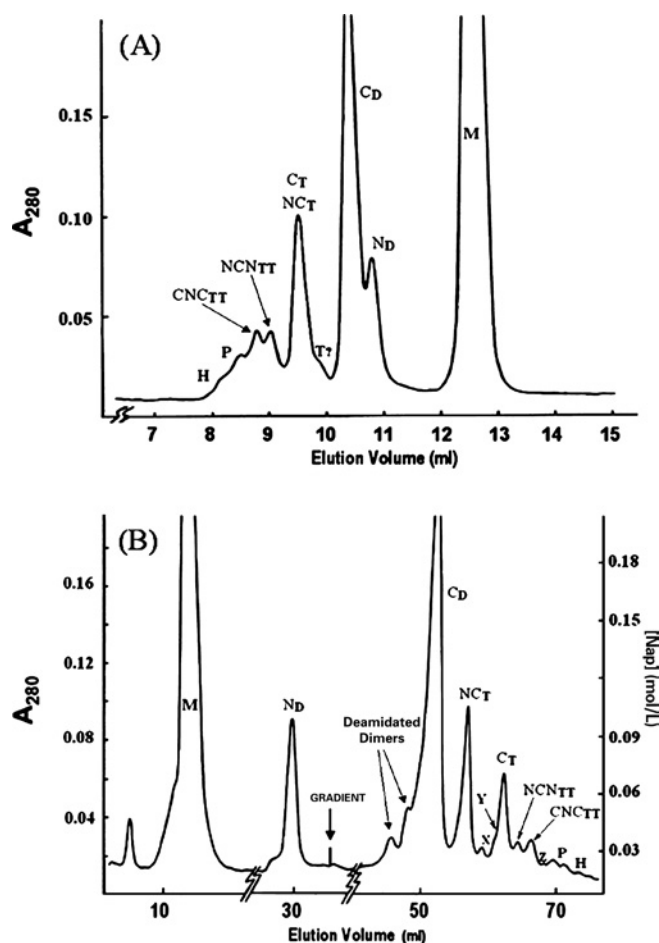 (A)
0.15
0.10
0.05
A280
H
P
CNCTT
NCNTT
CT
NCT
T?
CD
ND
M
7 8 9 10 11 12 13 14 15
Elution Volume (ml)
(B)
0.16
0.12
0.08
0.04
A280
M
ND
GRADIENT
Deamidated
Dimers
CD
NCT
Y
X
CT
NCNTT
CNCTT
Z
P
H
0.18
0.15
0.09
0.06
0.03
[Nap] (mol/L)
10 30 50 70
Elution Volume (ml)